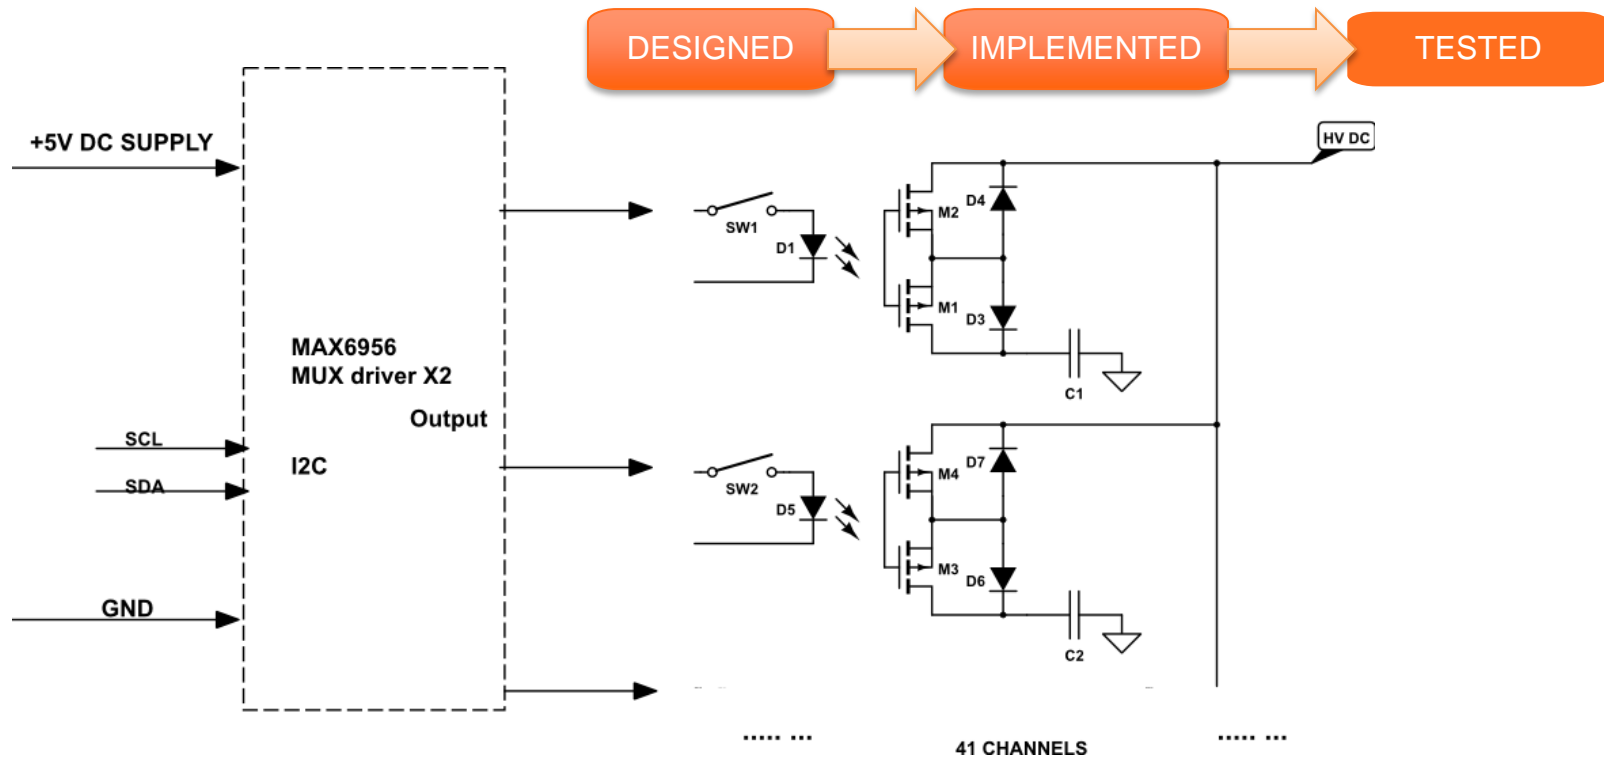 DESIGNED
IMPLEMENTED
TESTED
+5V DC SUPPLY
HV DC
D4
M2
SW1
D1
M1
D3
MAX6956
MUX driver X2
C1
Output
SCL
I2C
D7
M4
SDA
SW2
D5
M3
D6
GND
C2
..... ...
41 CHANNELS
..... ...